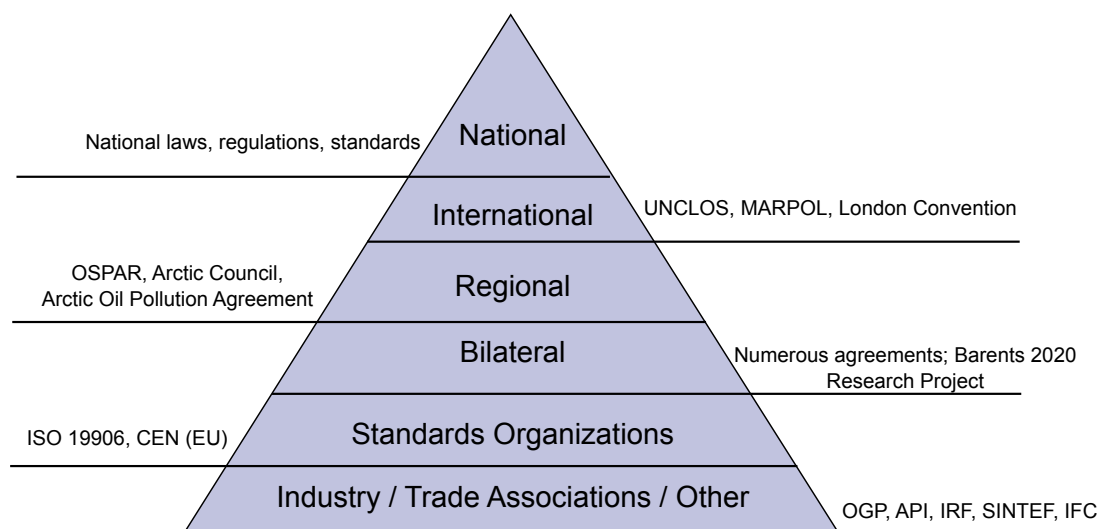 National
National laws, regulations, standards
International
UNCLOS, MARPOL, London Convention
OSPAR, Arctic Council,
Arctic Oil Pollution Agreement
Regional
Bilateral
Numerous agreements; Barents 2020
Research Project
ISO 19906, CEN (EU)
Standards Organizations
Industry / Trade Associations / Other
OGP, API, IRF, SINTEF, IFC